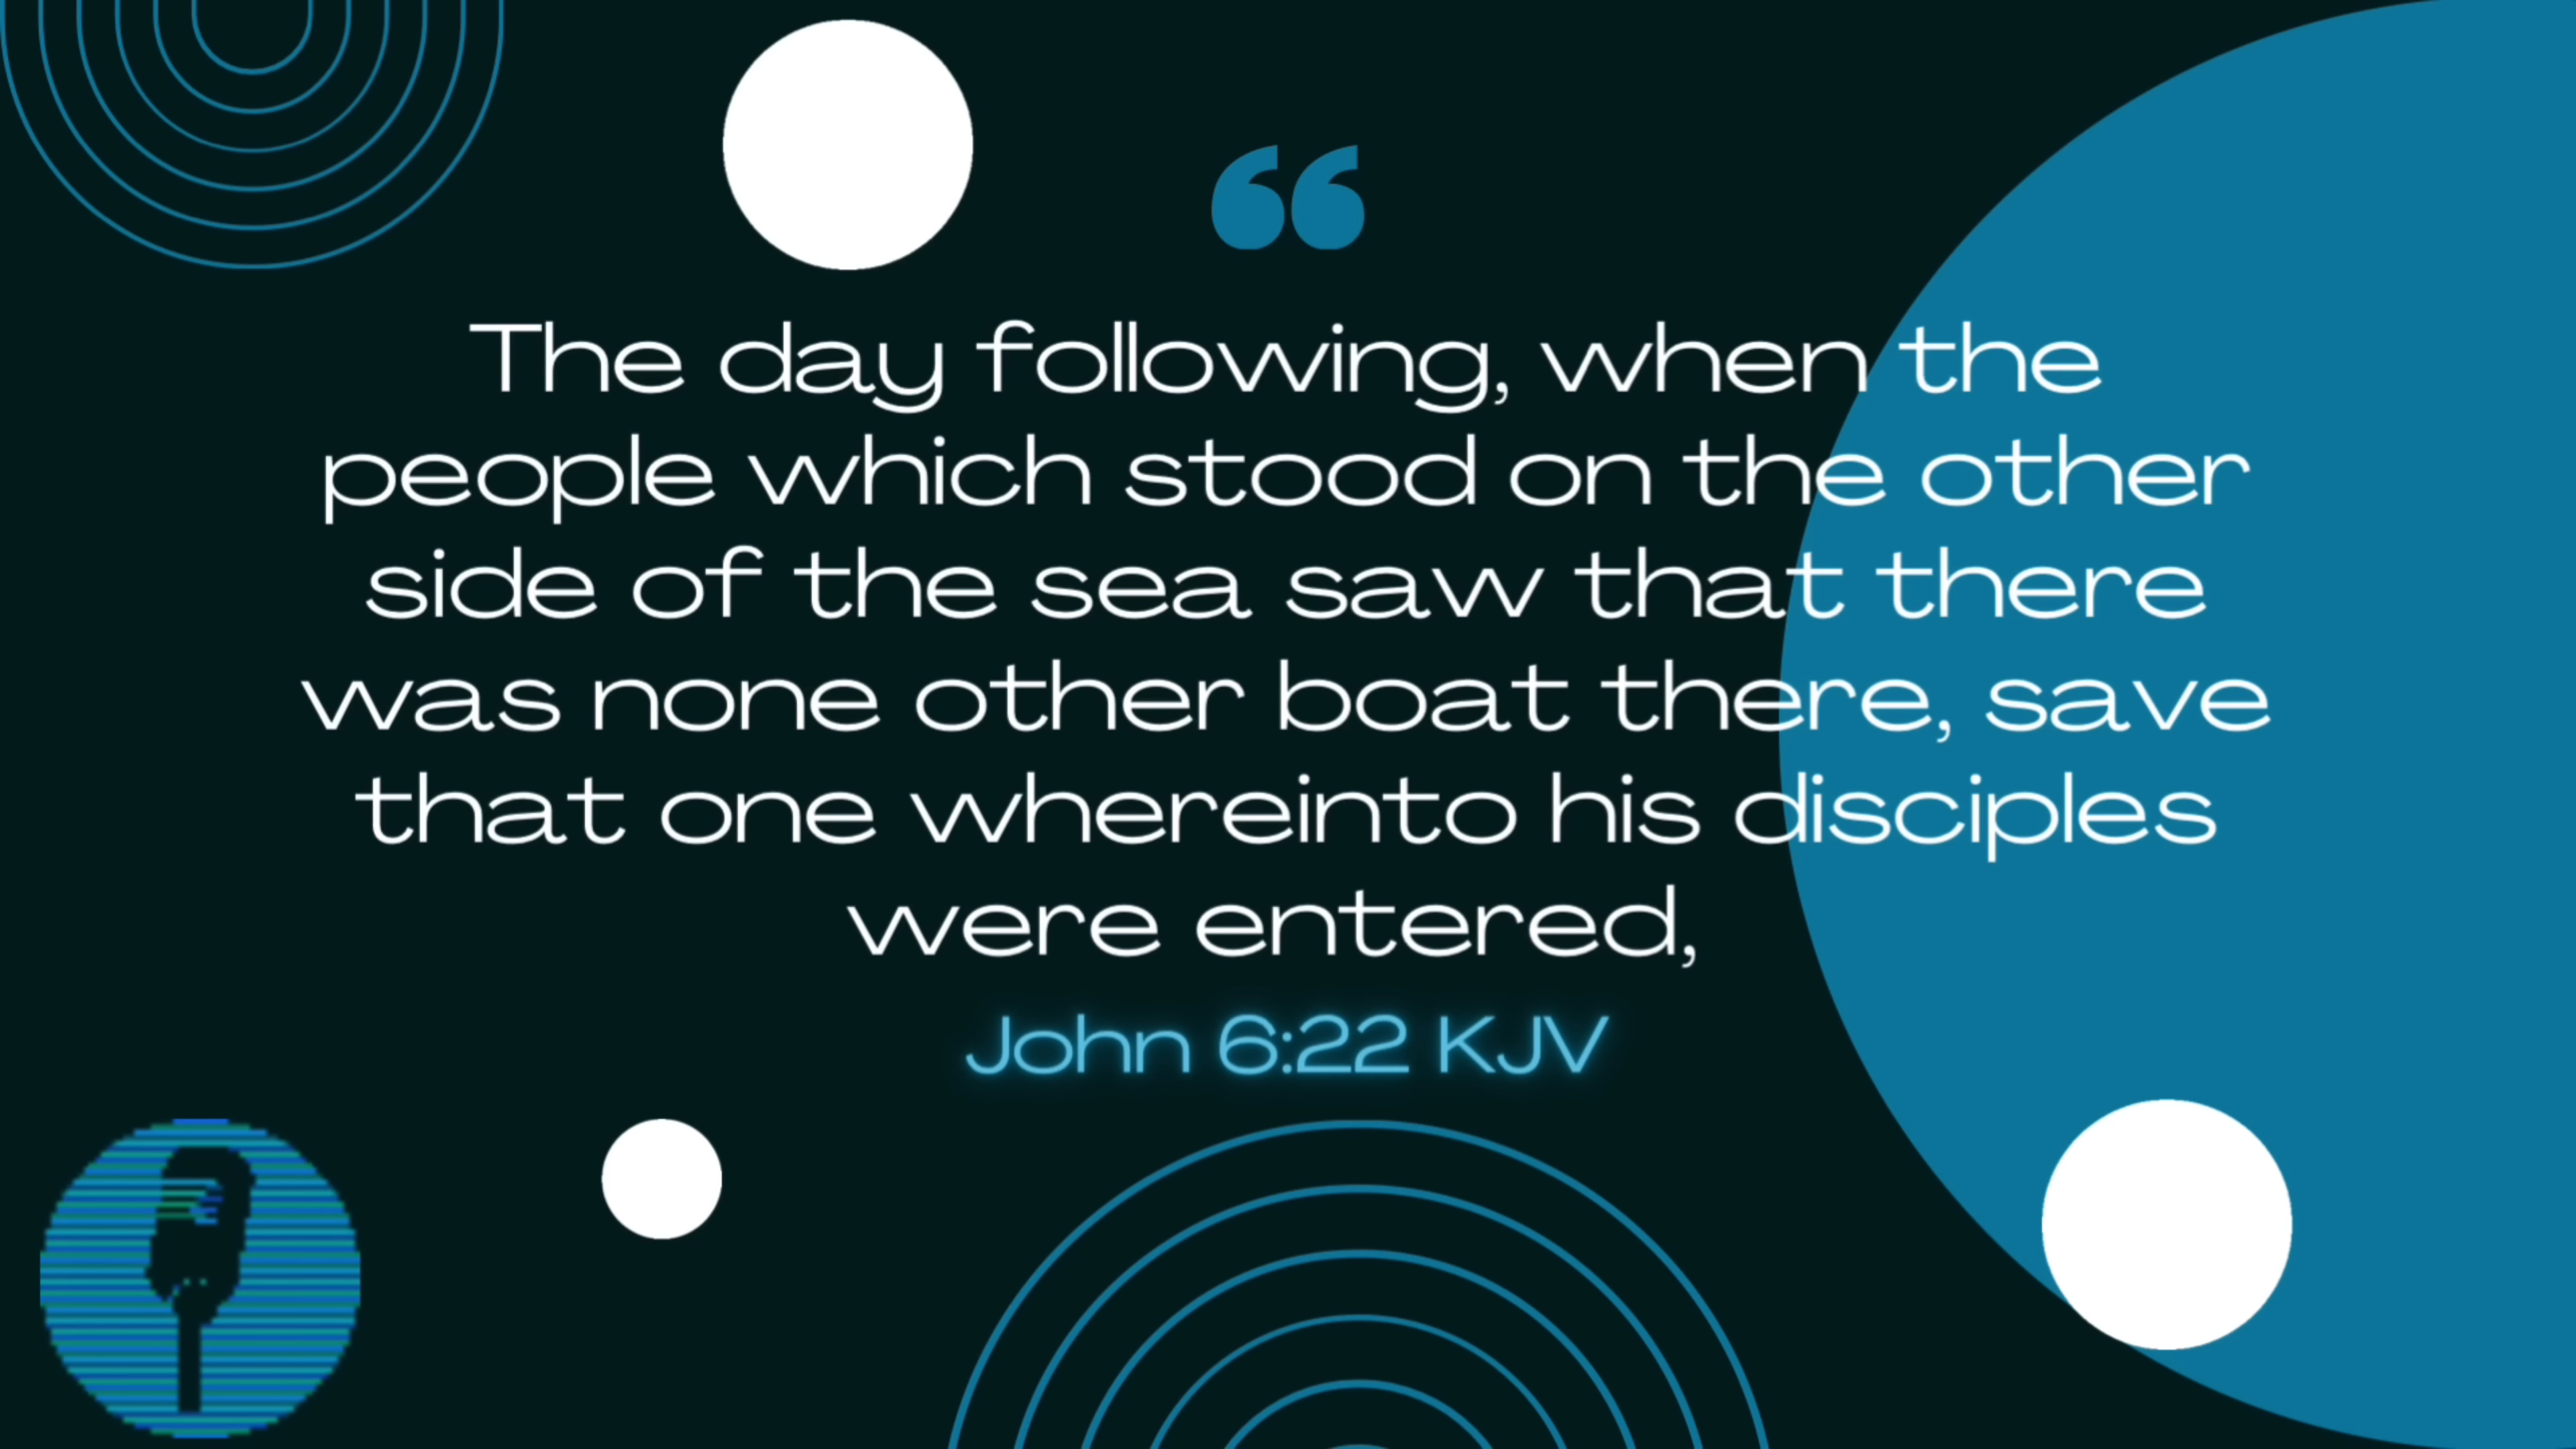 “
The day following, when the
people which stood on the other
side of the sea saw that there
was none other boat there, save
that one whereinto his disciples
were entered,
John 6:22 KJV